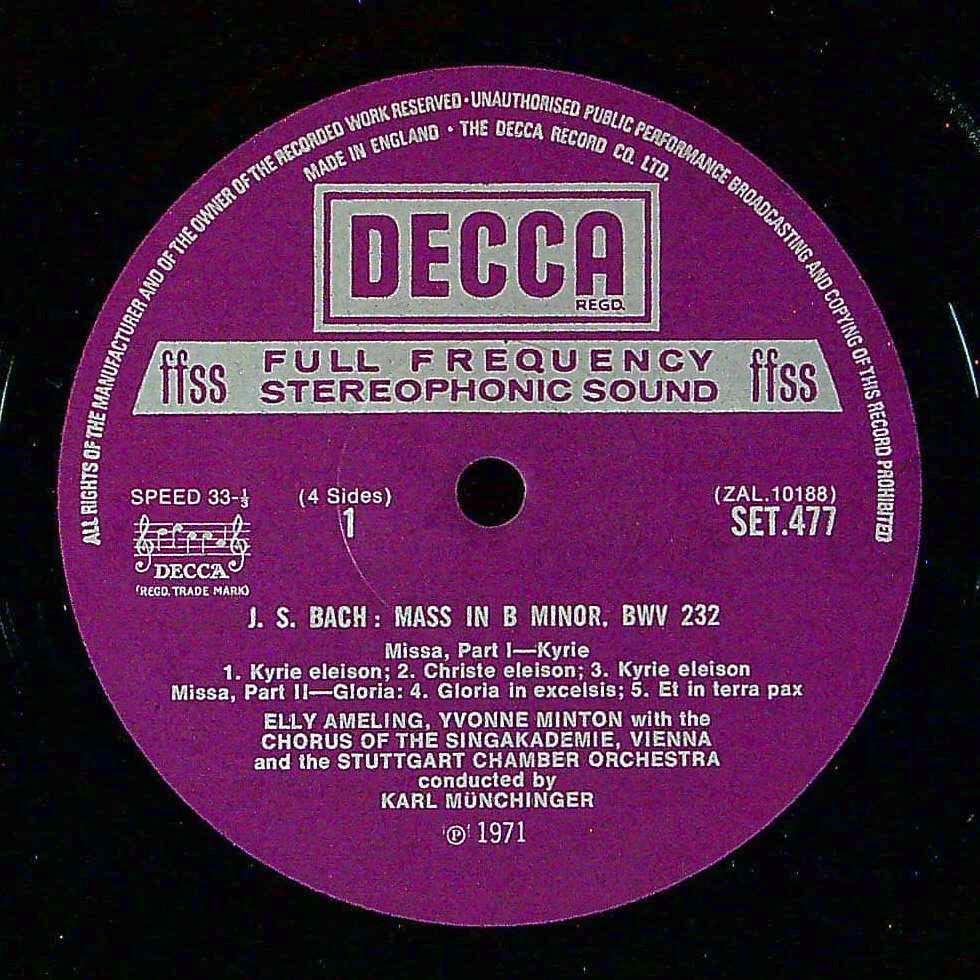 ALL RIGHTS OF THE MANUFACTURER AND OF THE OWNER OF THE RECORDED WORK RESERVED · UNAUTHORISED PUBLIC PERFORMANCE BROADCASTING AND COPYING OF THIS RECORD PROHIBITED
MADE IN ENGLAND · THE DECCA RECORD CO. LTD.
DECCA
REGD.
ffss FULL FREQUENCY ffss
STEREOPHONIC SOUND
SPEED 33-⅓ (4 Sides) (ZAL.10188)
1 SET.477
DECCA
(REGD. TRADE MARK)
J. S. BACH : MASS IN B MINOR. BWV 232
Missa, Part I—Kyrie
1. Kyrie eleison; 2. Christe eleison; 3. Kyrie eleison
Missa, Part II—Gloria: 4. Gloria in excelsis; 5. Et in terra pax
ELLY AMELING, YVONNE MINTON with the
CHORUS OF THE SINGAKADEMIE, VIENNA
and the STUTTGART CHAMBER ORCHESTRA
conducted by
KARL MÜNCHINGER
℗ 1971